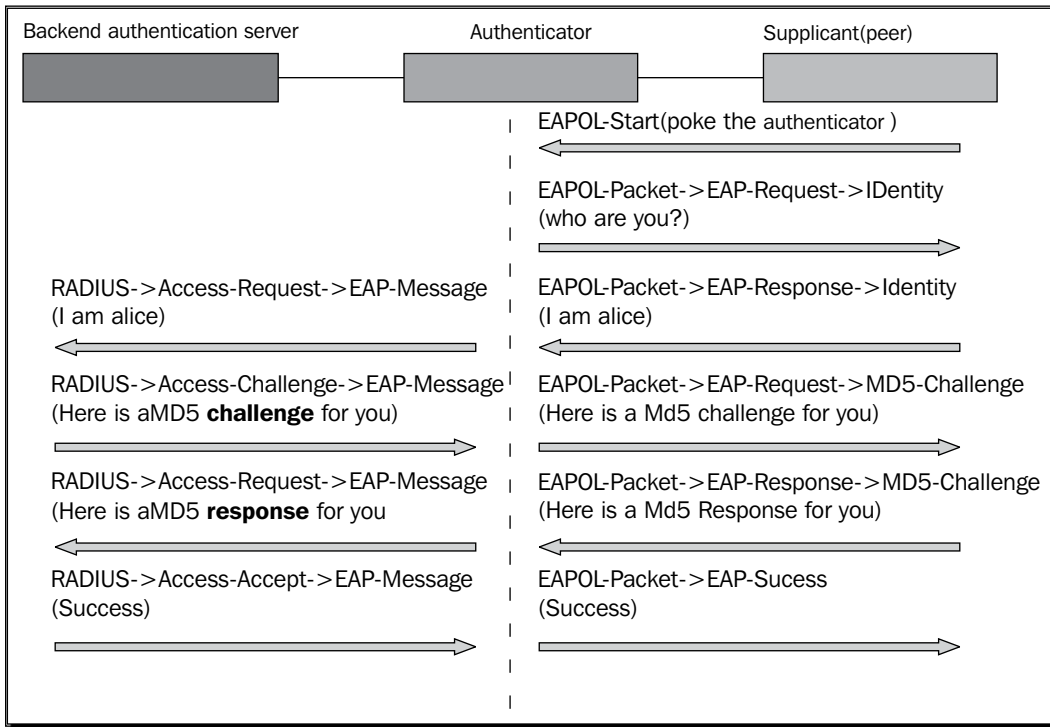 Backend authentication server
Authenticator
Supplicant(peer)
EAPOL-Start(poke the authenticator )
EAPOL-Packet->EAP-Request->IDentity
(who are you?)
RADIUS->Access-Request->EAP-Message
(I am alice)
EAPOL-Packet->EAP-Response->Identity
(I am alice)
RADIUS->Access-Challenge->EAP-Message
(Here is aMD5 challenge for you)
EAPOL-Packet->EAP-Request->MD5-Challenge
(Here is a Md5 challenge for you)
RADIUS->Access-Request->EAP-Message
(Here is aMD5 response for you
EAPOL-Packet->EAP-Response->MD5-Challenge
(Here is a Md5 Response for you)
RADIUS->Access-Accept->EAP-Message
(Success)
EAPOL-Packet->EAP-Sucess
(Success)